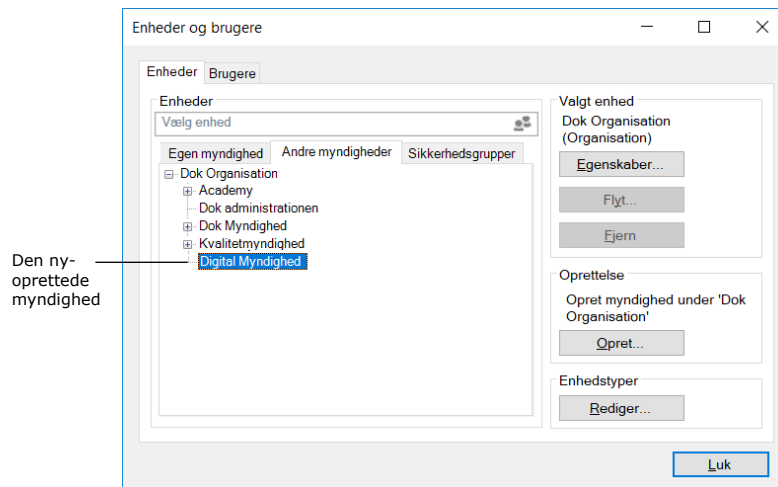 Enheder og brugere
Enheder
Brugere
Enheder
Vælg enhed
Egen myndighed
Andre myndigheder
Sikkerhedsgrupper
Dok Organisation
Academy
Dok administrationen
Dok Myndighed
Kvalitetmyndighed
Digital Myndighed
Den ny-
oprettede
myndighed
Valgt enhed
Dok Organisation
(Organisation)
Egenskaber...
Flyt...
Fjern
Oprettelse
Opret myndighed under 'Dok
Organisation'
Opret...
Enhedstyper
Rediger...
Luk